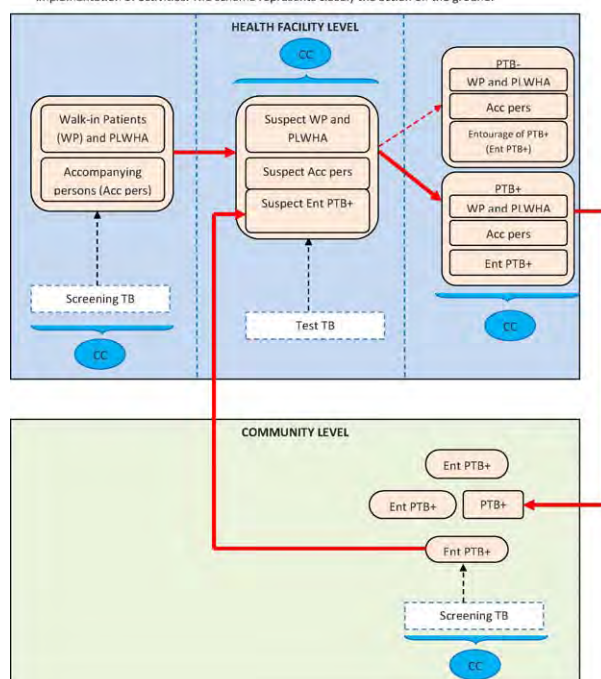 implementation of activities. The schema represents clearly the action on the ground.
HEALTH FACILITY LEVEL
CC
Walk-in Patients
(WP) and PLWHA
Accompanying
persons (Acc pers)
Screening TB
CC
Suspect WP and
PLWHA
Suspect Acc pers
Suspect Ent PTB+
Test TB
PTB-
WP and PLWHA
Acc pers
Entourage of PTB+
(Ent PTB+)
PTB+
WP and PLWHA
Acc pers
Ent PTB+
CC
COMMUNITY LEVEL
Ent PTB+
Ent PTB+
PTB+
Ent PTB+
Screening TB
CC